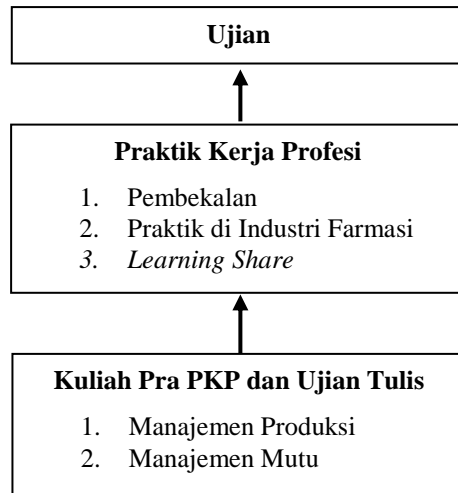 Ujian
Praktik Kerja Profesi
1. Pembekalan
2. Praktik di Industri Farmasi
3. Learning Share
Kuliah Pra PKP dan Ujian Tulis
1. Manajemen Produksi
2. Manajemen Mutu